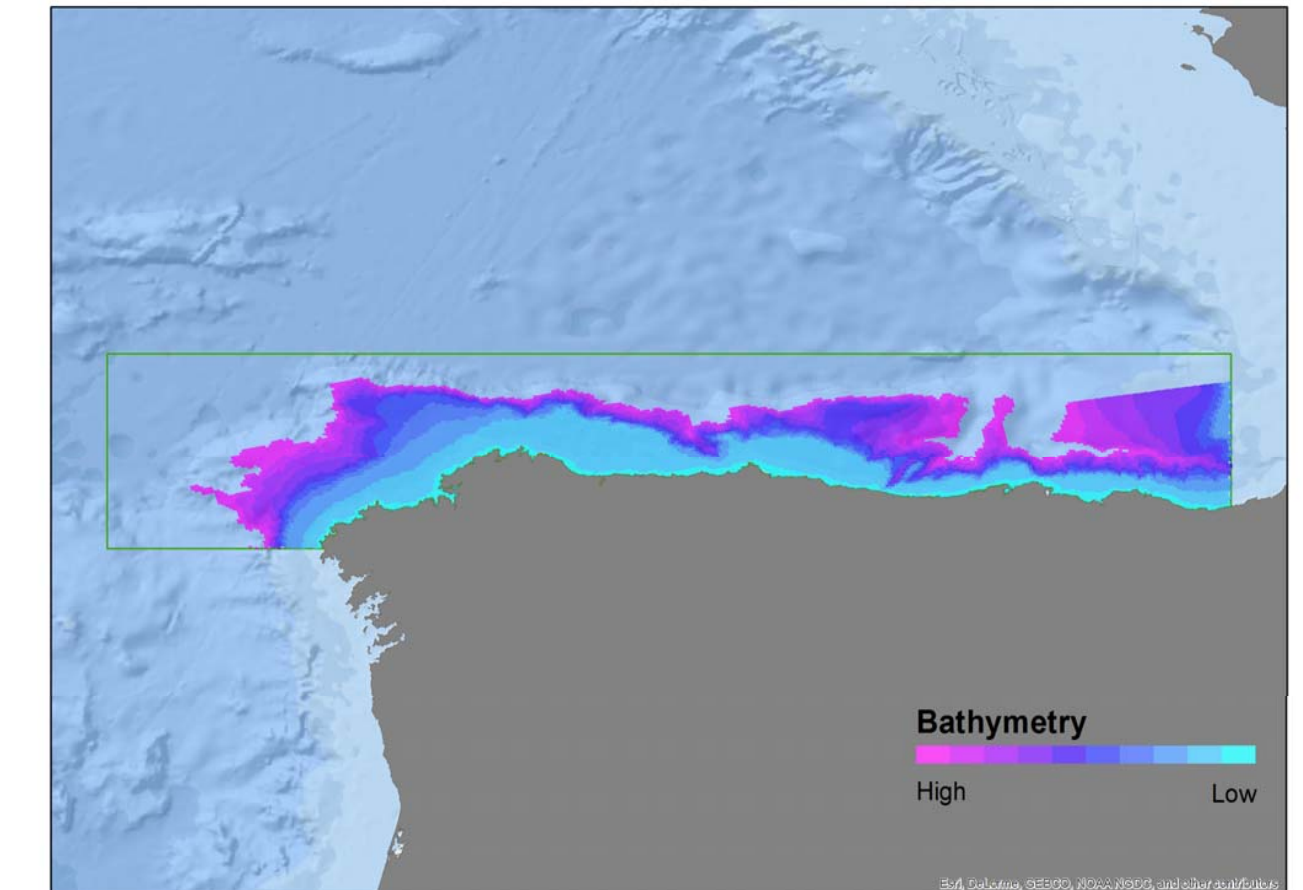 Bathymetry
High
Low
Esri, DeLorme, GEBCO, NOAA NGDC, and other contributors